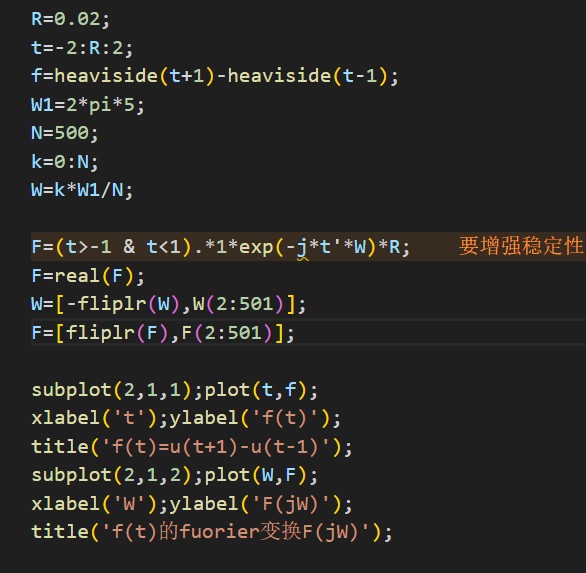 R=0.02;
t=-2:R:2;
f=heaviside(t+1)-heaviside(t-1);
W1=2*pi*5;
N=500;
k=0:N;
W=k*W1/N;
F=(t>-1 & t<1).*1*exp(-j*t'*W)*R; 要增强稳定性
F=real(F);
W=[-fliplr(W),W(2:501)];
F=[fliplr(F),F(2:501)];
subplot(2,1,1);plot(t,f);
xlabel('t');ylabel('f(t)');
title('f(t)=u(t+1)-u(t-1)');
subplot(2,1,2);plot(W,F);
xlabel('W');ylabel('F(jW)');
title('f(t)的fuorier变换F(jW)');